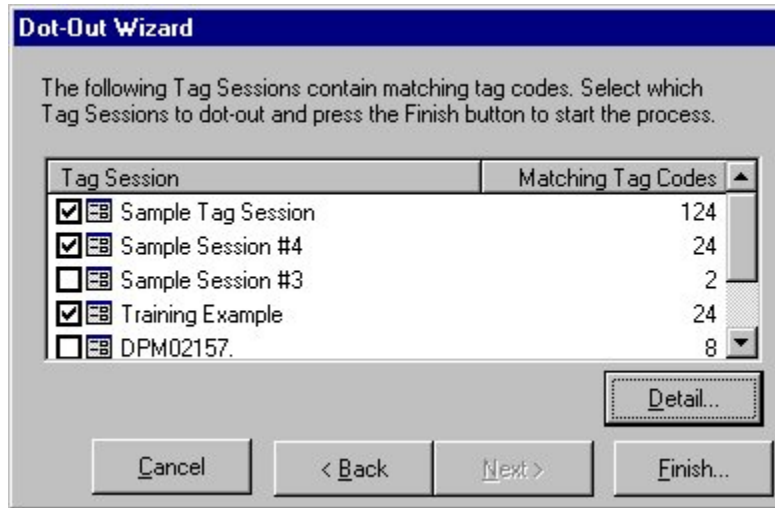 Dot-Out Wizard
The following Tag Sessions contain matching tag codes. Select which
Tag Sessions to dot-out and press the Finish button to start the process.
Tag Session Matching Tag Codes
Sample Tag Session 124
Sample Session #4 24
Sample Session #3 2
Training Example 24
DPM02157. 8
Detail...
Cancel < Back Next > Finish...